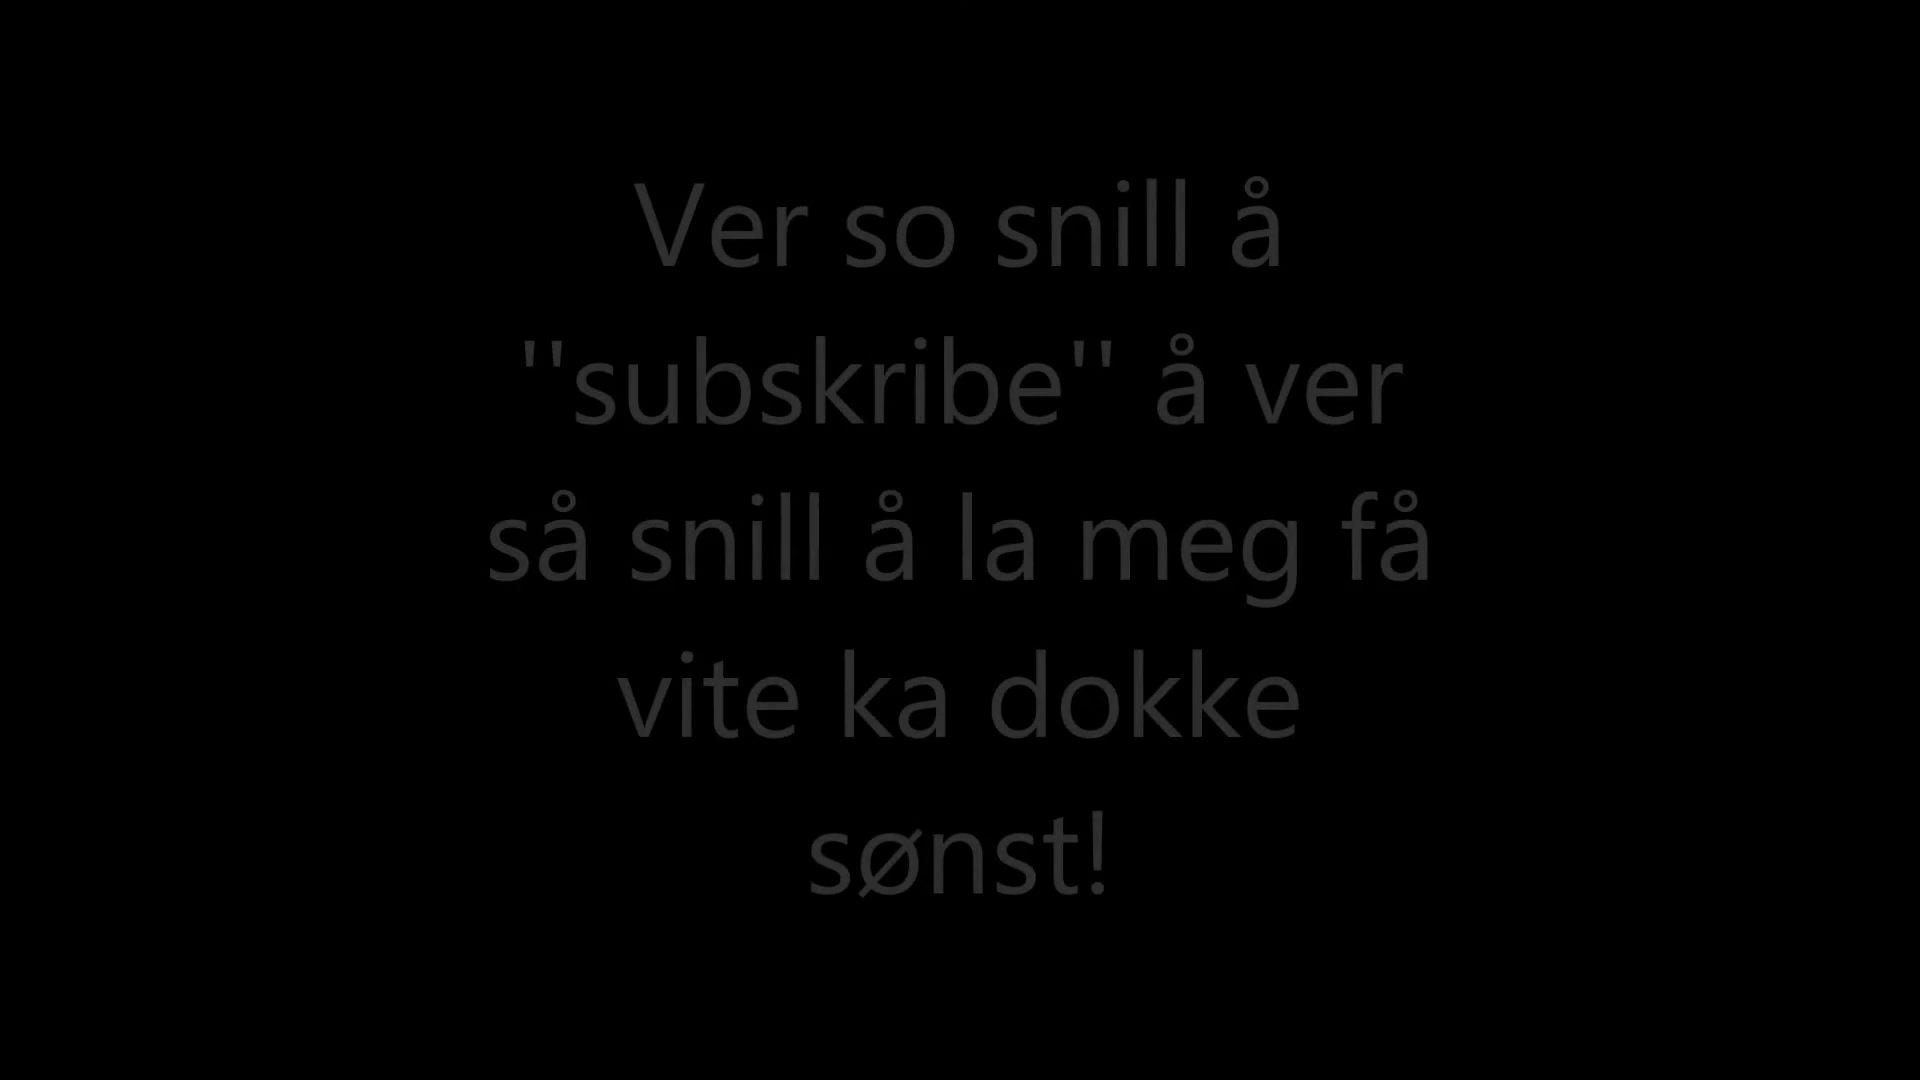 Ver so snill å
"subskribe" å ver
så snill å la meg få
vite ka dokke
sønst!